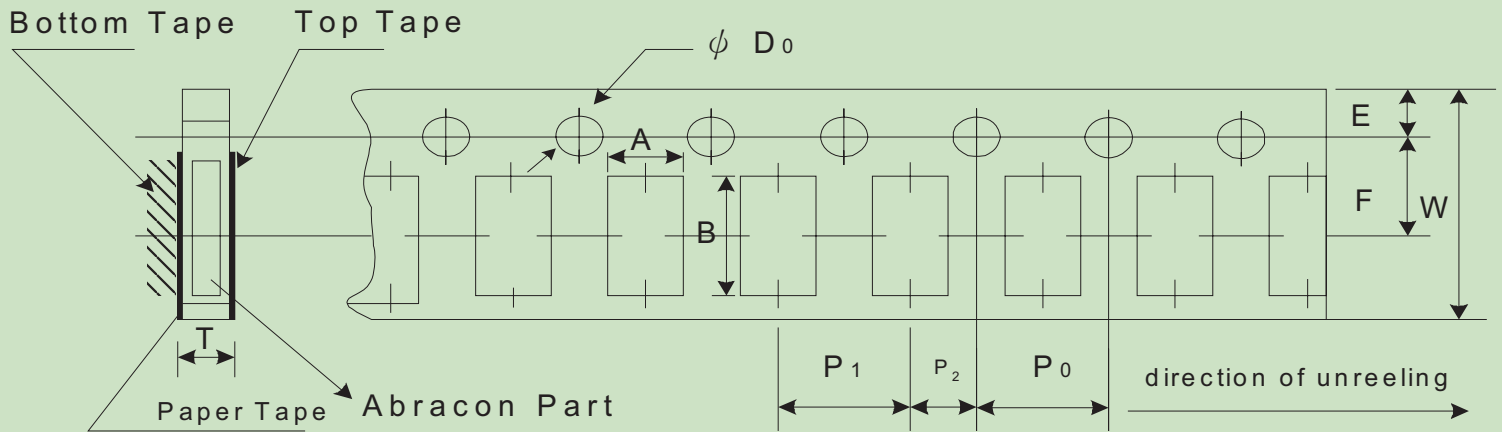 Bottom Tape
Top Tape
ψ D0
E
A
F
W
B
T
P1
P2
P0
direction of unreeling
Paper Tape
Abracon Part